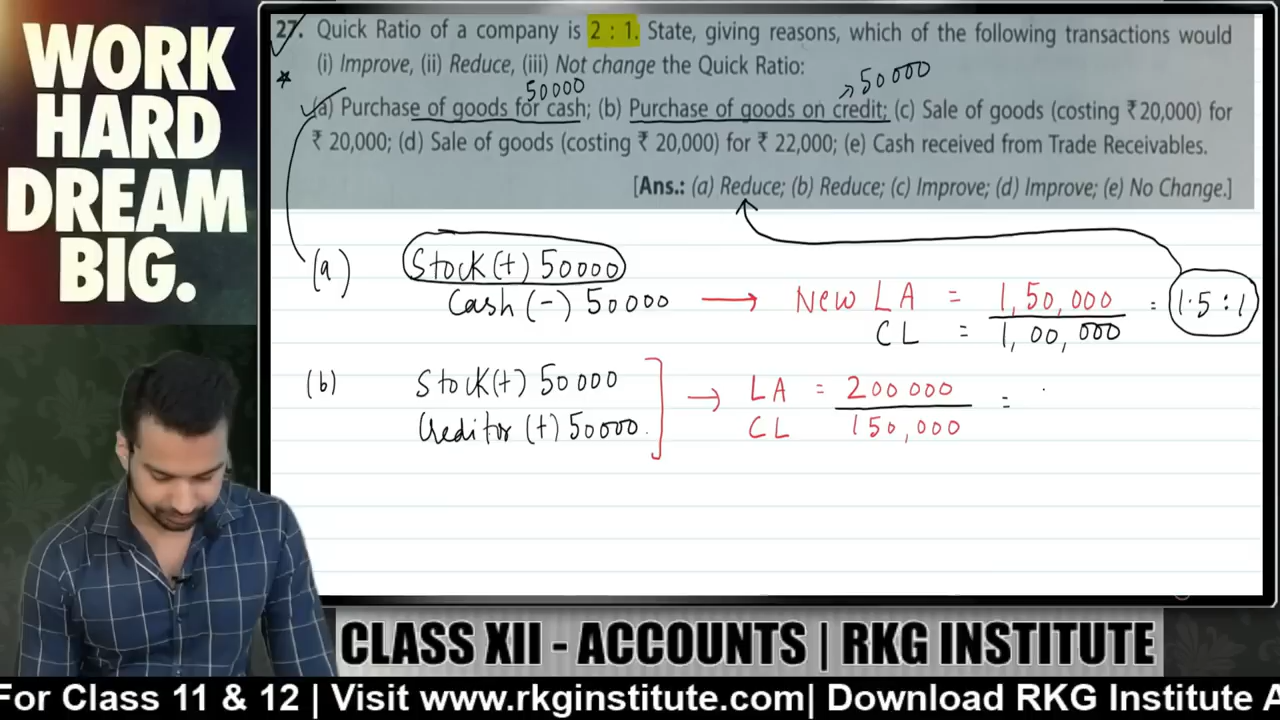 WORK
HARD
DREAM
BIG.
27. Quick Ratio of a company is 2 : 1. State, giving reasons, which of the following transactions would
(i) Improve, (ii) Reduce, (iii) Not change the Quick Ratio:
50000
→ 50000
(a) Purchase of goods for cash; (b) Purchase of goods on credit; (c) Sale of goods (costing ₹ 20,000) for
₹ 20,000; (d) Sale of goods (costing ₹ 20,000) for ₹ 22,000; (e) Cash received from Trade Receivables.
[Ans.: (a) Reduce; (b) Reduce; (c) Improve; (d) Improve; (e) No Change.]
(a) Stock (+) 50000
Cash (-) 50000 → New LA = 1,50,000 = 1.5 : 1
CL = 1,00,000
(b) Stock (+) 50000 → LA = 200000 =
Creditor (+) 50000. CL 150,000
CLASS XII - ACCOUNTS | RKG INSTITUTE
For Class 11 & 12 | Visit www.rkginstitute.com| Download RKG Institute A